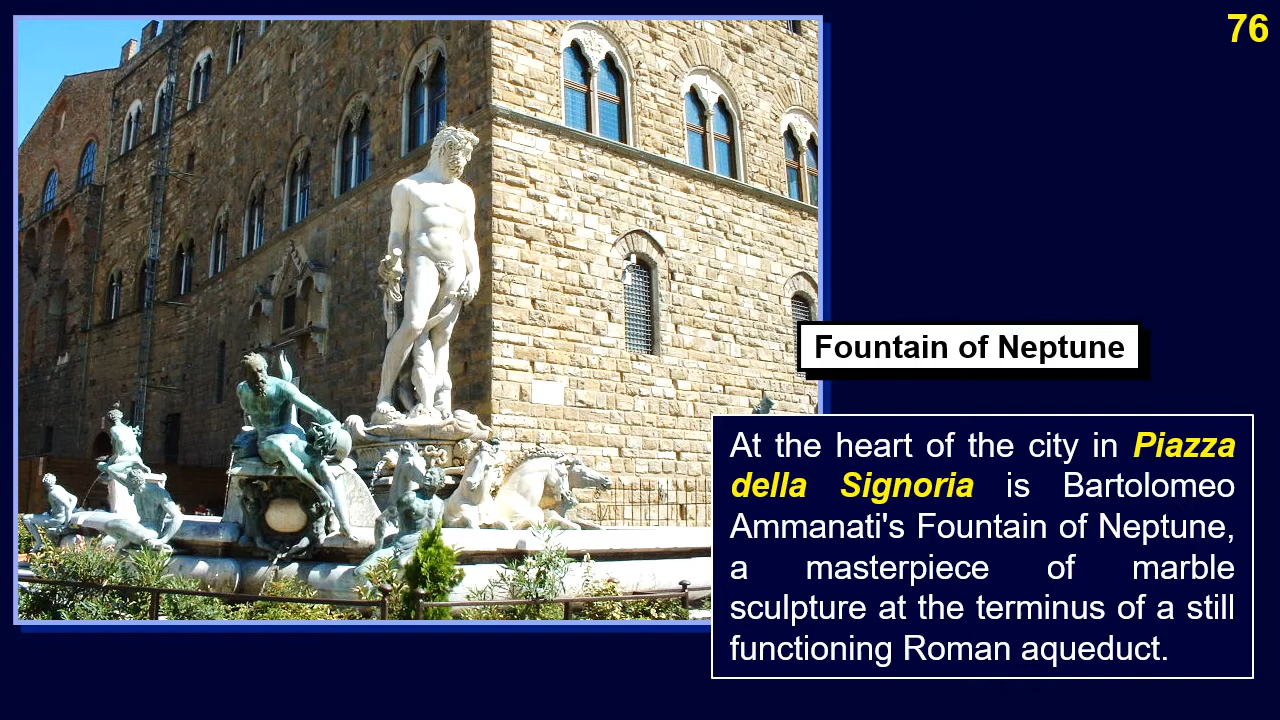 76
Fountain of Neptune
At the heart of the city in Piazza
della Signoria is Bartolomeo
Ammanati's Fountain of Neptune,
a masterpiece of marble
sculpture at the terminus of a still
functioning Roman aqueduct.